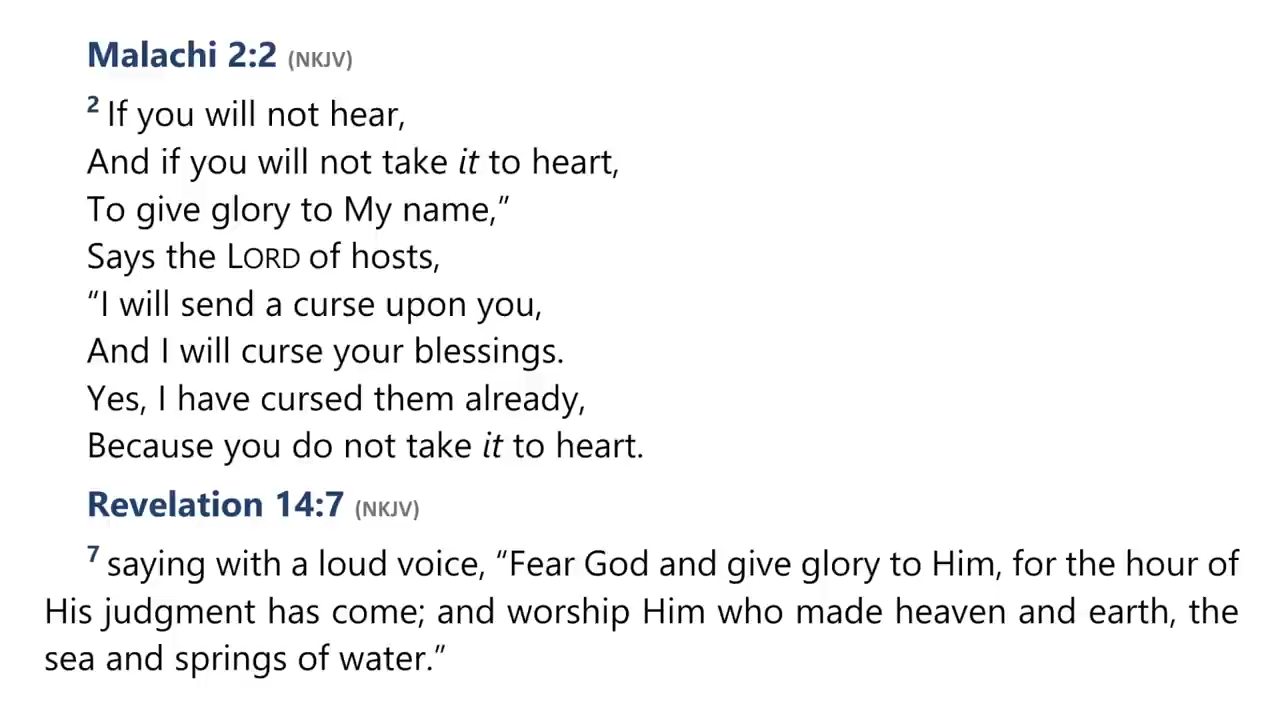 Malachi 2:2 (NKJV)
2 If you will not hear,
And if you will not take it to heart,
To give glory to My name,”
Says the LORD of hosts,
“I will send a curse upon you,
And I will curse your blessings.
Yes, I have cursed them already,
Because you do not take it to heart.
Revelation 14:7 (NKJV)
7 saying with a loud voice, “Fear God and give glory to Him, for the hour of
His judgment has come; and worship Him who made heaven and earth, the
sea and springs of water.”